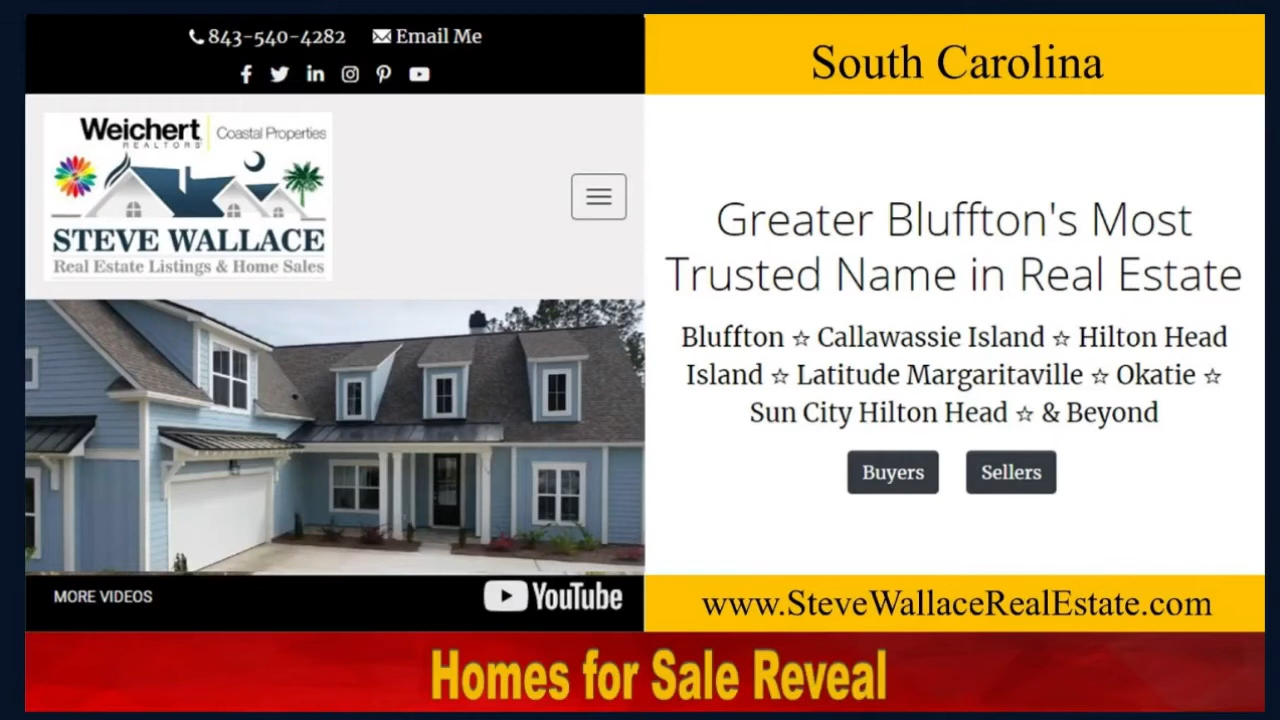 843-540-4282 Email Me
South Carolina
Weichert
REALTORS
Coastal Properties
STEVE WALLACE
Real Estate Listings & Home Sales
Greater Bluffton's Most
Trusted Name in Real Estate
Bluffton ☆ Callawassie Island ☆ Hilton Head
Island ☆ Latitude Margaritaville ☆ Okatie ☆
Sun City Hilton Head ☆ & Beyond
Buyers Sellers
MORE VIDEOS
YouTube
www.SteveWallaceRealEstate.com
Homes for Sale Reveal